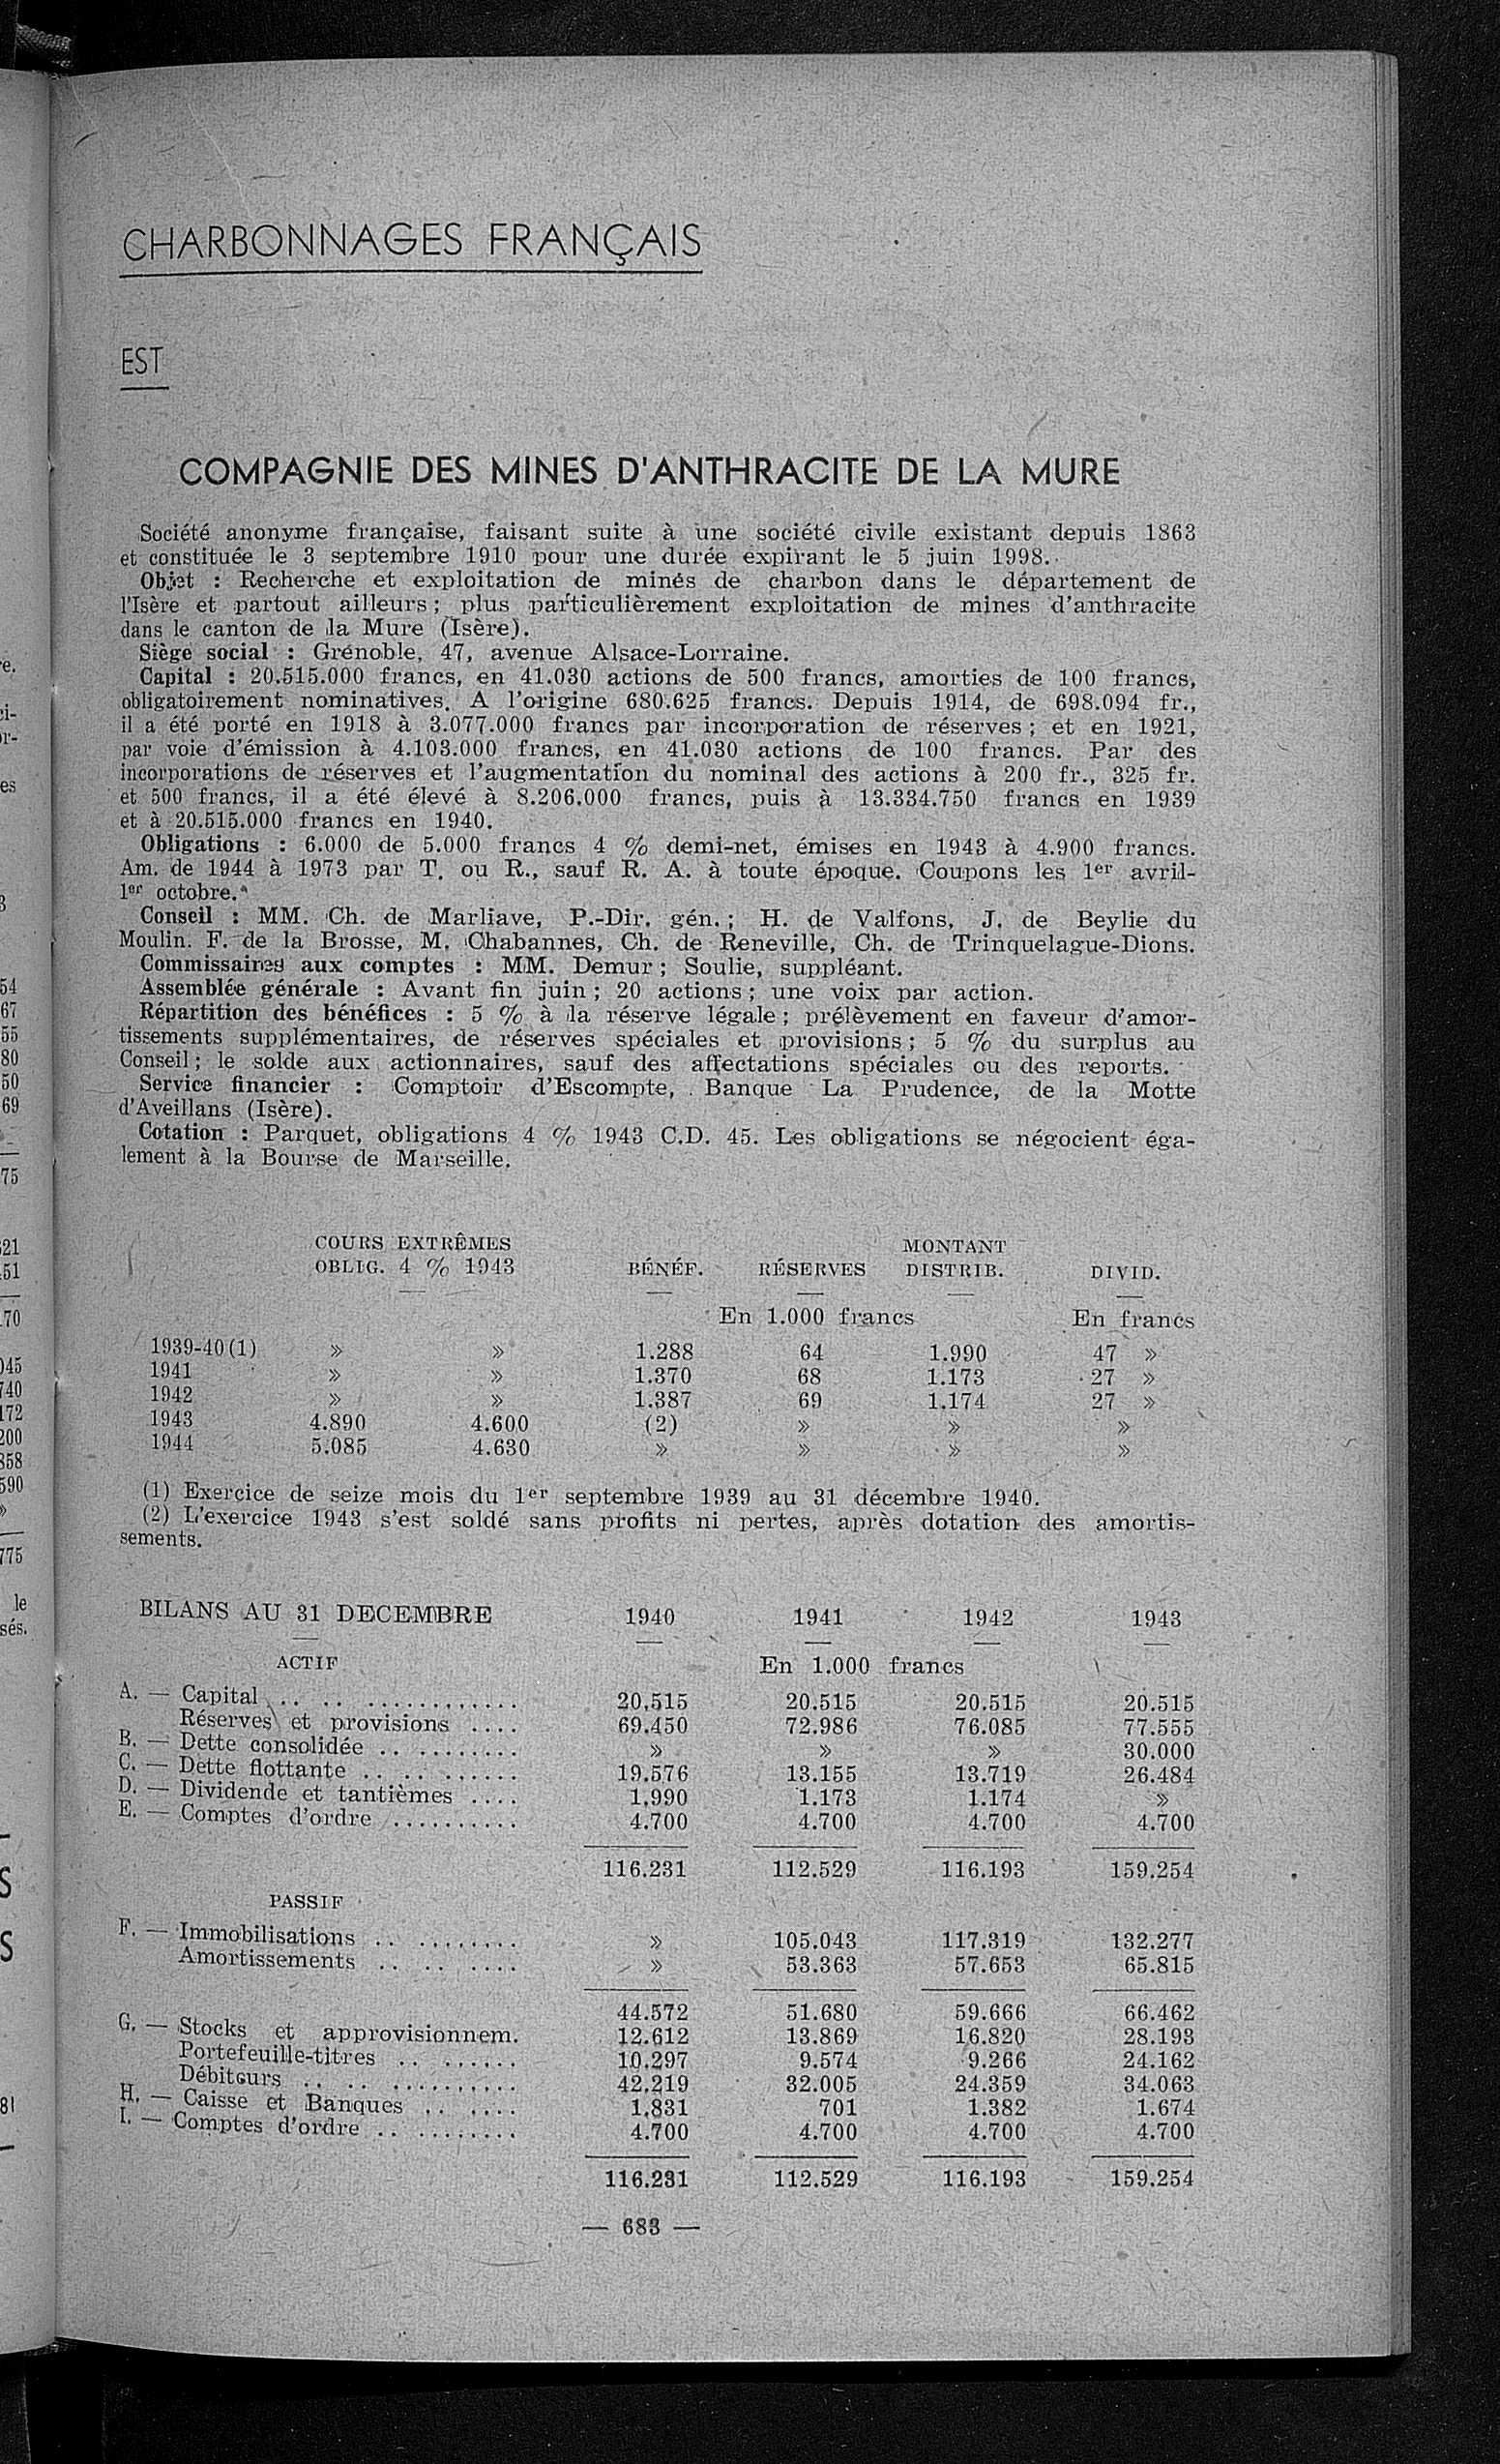 CHARBONNAGES FRANÇAIS
EST
COMPAGNIE DES MINES D'ANTHRACITE DE LA MURE
Société anonyme française, faisant suite à une société civile existant depuis 1863
et constituée le 3 septembre 1910 pour une durée expirant le 5 juin 1998.
Objet : Recherche et exploitation de mines de charbon dans le département de
l'Isère et partout ailleurs ; plus particulièrement exploitation de mines d'anthracite
dans le canton de la Mure (Isère).
Siège social : Grenoble, 47, avenue Alsace-Lorraine.
Capital : 20.515.000 francs, en 41.030 actions de 500 francs, amorties de 100 francs,
obligatoirement nominatives. A l'origine 680.625 francs. Depuis 1914, de 698.094 fr.,
il a été porté en 1918 à 3.077.000 francs par incorporation de réserves ; et en 1921,
par voie d'émission à 4.103.000 francs, en 41.030 actions de 100 francs. Par des
incorporations de réserves et l'augmentation du nominal des actions à 200 fr., 325 fr.
et 500 francs, il a été élevé à 8.206.000 francs, puis à 13.334.750 francs en 1939
et à 20.515.000 francs en 1940.
Obligations : 6.000 de 5.000 francs 4 % demi-net, émises en 1943 à 4.900 francs.
Am. de 1944 à 1973 par T. ou R., sauf R. A. à toute époque. Coupons les 1er avril-
1er octobre.
Conseil : MM. Ch. de Marliave, P.-Dir. gén. ; H. de Valfons, J. de Beylie du
Moulin. F. de la Brosse, M. Chabannes, Ch. de Reneville, Ch. de Trinquelague-Dions.
Commissaires aux comptes : MM. Demur ; Soulie, suppléant.
Assemblée générale : Avant fin juin ; 20 actions ; une voix par action.
Répartition des bénéfices : 5 % à la réserve légale ; prélèvement en faveur d'amor-
tissements supplémentaires, de réserves spéciales et provisions ; 5 % du surplus au
Conseil ; le solde aux actionnaires, sauf des affectations spéciales ou des reports.
Service financier : Comptoir d'Escompte, Banque La Prudence, de la Motte
d'Aveillans (Isère).
Cotation : Parquet, obligations 4 % 1943 C.D. 45. Les obligations se négocient éga-
lement à la Bourse de Marseille.
COURS EXTRÊMES MONTANT
OBLIG. 4 % 1943 BÉNÉF. RÉSERVES DISTRIB. DIVID.
En 1.000 francs En francs
1939-40 (1) » » 1.288 64 1.990 47 »
1941 » » 1.370 68 1.173 27 »
1942 » » 1.387 69 1.174 27 »
1943 4.890 4.600 (2) » » »
1944 5.085 4.630 » » » »
(1) Exercice de seize mois du 1er septembre 1939 au 31 décembre 1940.
(2) L'exercice 1943 s'est soldé sans profits ni pertes, après dotation des amortis-
sements.
BILANS AU 31 DECEMBRE 1940 1941 1942 1943
ACTIF En 1.000 francs
A. — Capital .. .. ............ 20.515 20.515 20.515 20.515
Réserves et provisions .... 69.450 72.986 76.085 77.555
B. — Dette consolidée .. ........ » » » 30.000
C. — Dette flottante .. .. ...... 19.576 13.155 13.719 26.484
D. — Dividende et tantièmes .... 1.990 1.173 1.174 »
E. — Comptes d'ordre .......... 4.700 4.700 4.700 4.700
116.231 112.529 116.193 159.254
PASSIF
F. — Immobilisations .. ........ » 105.043 117.319 132.277
Amortissements .. .. .... » 53.363 57.653 65.815
44.572 51.680 59.666 66.462
G. — Stocks et approvisionnem. 12.612 13.869 16.820 28.193
Portefeuille-titres .. ...... 10.297 9.574 9.266 24.162
Débiteurs .. .. .......... 42.219 32.005 24.359 34.063
H. — Caisse et Banques .. .... 1.831 701 1.382 1.674
I. — Comptes d'ordre .. ........ 4.700 4.700 4.700 4.700
116.231 112.529 116.193 159.254
— 683 —